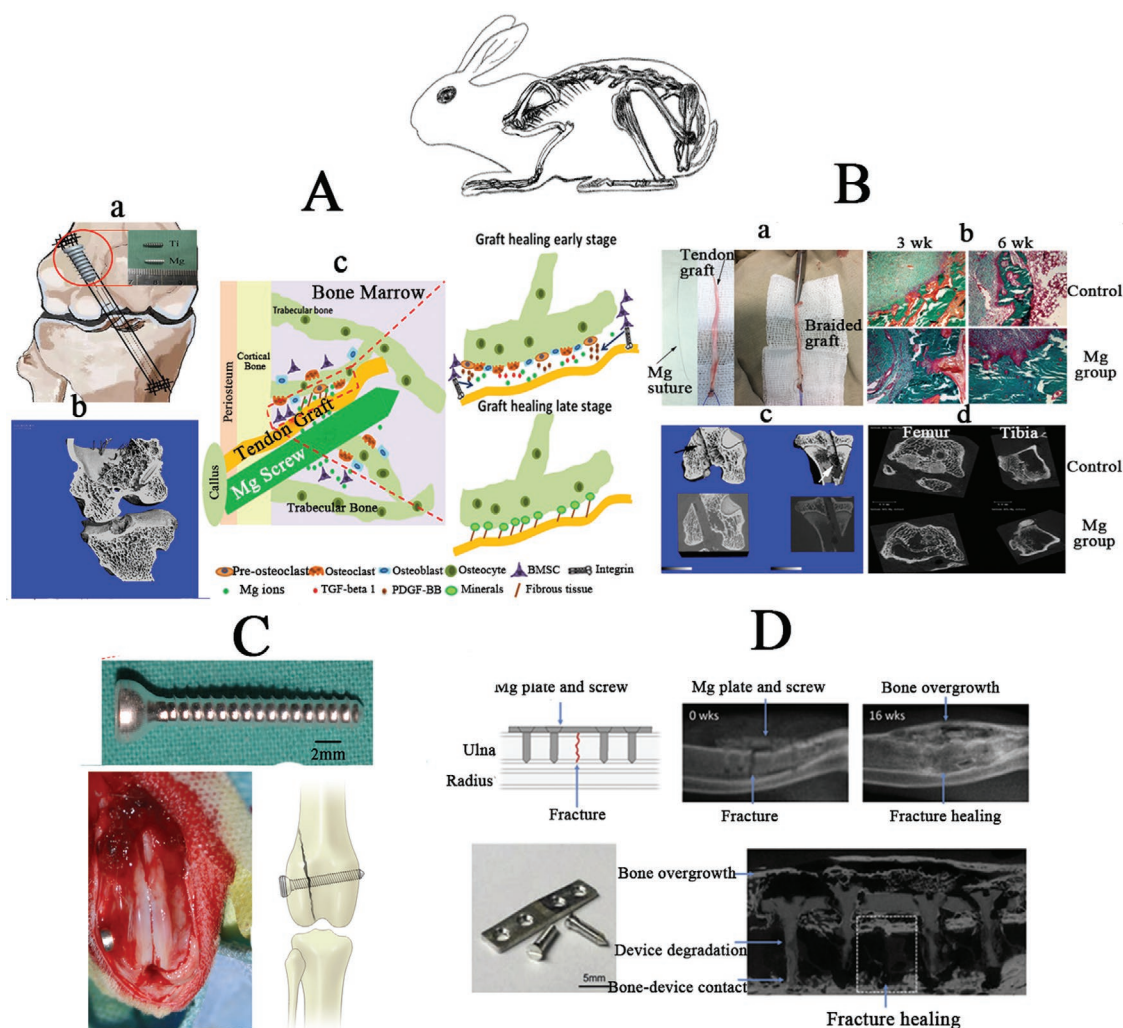 A
B
a
Ti
Mg
b
c
Bone Marrow
Trabecular bone
Cortical
Bone
Periosteum
Tendon Graft
Mg Screw
Callus
Trabecular Bone
Graft healing early stage
Graft healing late stage
Pre-osteoclast
Osteoclast
Osteoblast
Osteocyte
BMSC
Integrin
Mg ions
TGF-beta 1
PDGF-BB
Minerals
Fibrous tissue
a
Tendon
graft
Braided
graft
Mg
suture
b
3 wk
6 wk
Control
Mg
group
c
d
Femur
Tibia
Control
Mg
group
C
2mm
D
Mg plate and screw
Ulna
Radius
Fracture
Mg plate and screw
0 wks
Fracture
Bone overgrowth
16 wks
Fracture healing
5mm
Bone overgrowth
Device degradation
Bone-device contact
Fracture healing